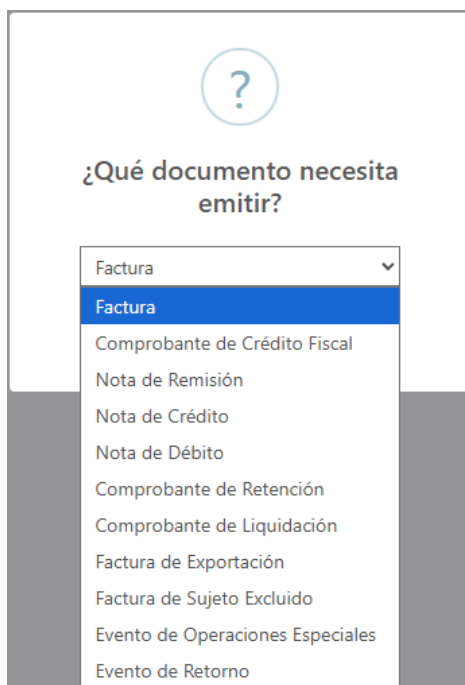 ?
¿Qué documento necesita
emitir?
Factura
Factura
Comprobante de Crédito Fiscal
Nota de Remisión
Nota de Crédito
Nota de Débito
Comprobante de Retención
Comprobante de Liquidación
Factura de Exportación
Factura de Sujeto Excluido
Evento de Operaciones Especiales
Evento de Retorno